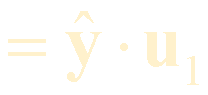 = ŷ · u₁